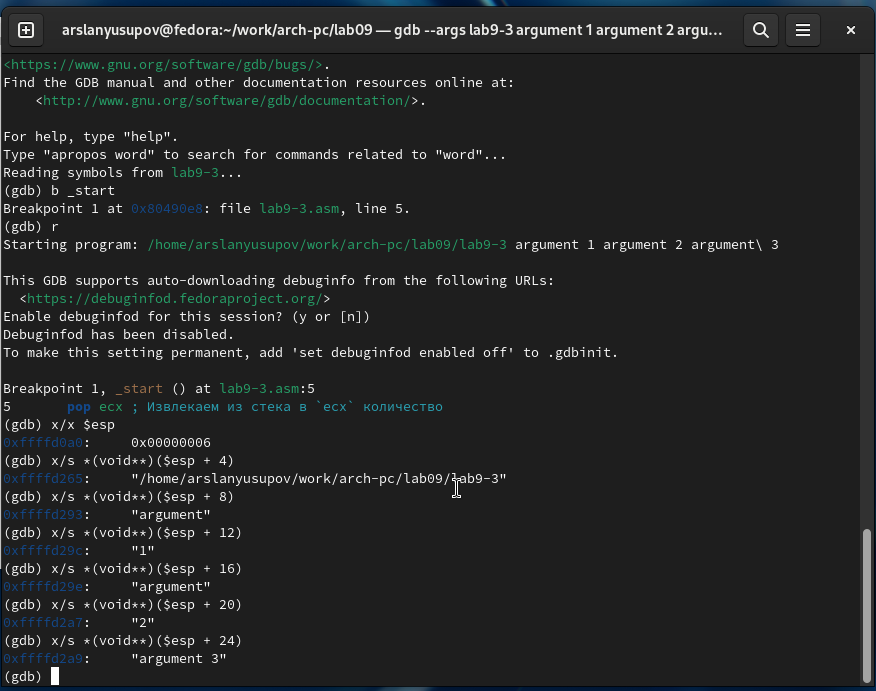 arslanyusupov@fedora:~/work/arch-pc/lab09 — gdb --args lab9-3 argument 1 argument 2 argu...
<https://www.gnu.org/software/gdb/bugs/>.
Find the GDB manual and other documentation resources online at:
    <http://www.gnu.org/software/gdb/documentation/>.
For help, type "help".
Type "apropos word" to search for commands related to "word"...
Reading symbols from lab9-3...
(gdb) b _start
Breakpoint 1 at 0x80490e8: file lab9-3.asm, line 5.
(gdb) r
Starting program: /home/arslanyusupov/work/arch-pc/lab09/lab9-3 argument 1 argument 2 argument\ 3
This GDB supports auto-downloading debuginfo from the following URLs:
  <https://debuginfod.fedoraproject.org/>
Enable debuginfod for this session? (y or [n])
Debuginfod has been disabled.
To make this setting permanent, add 'set debuginfod enabled off' to .gdbinit.
Breakpoint 1, _start () at lab9-3.asm:5
5       pop ecx ; Извлекаем из стека в `ecx` количество
(gdb) x/x $esp
0xffffd0a0:     0x00000006
(gdb) x/s *(void**)($esp + 4)
0xffffd265:     "/home/arslanyusupov/work/arch-pc/lab09/lab9-3"
(gdb) x/s *(void**)($esp + 8)
0xffffd293:     "argument"
(gdb) x/s *(void**)($esp + 12)
0xffffd29c:     "1"
(gdb) x/s *(void**)($esp + 16)
0xffffd29e:     "argument"
(gdb) x/s *(void**)($esp + 20)
0xffffd2a7:     "2"
(gdb) x/s *(void**)($esp + 24)
0xffffd2a9:     "argument 3"
(gdb)